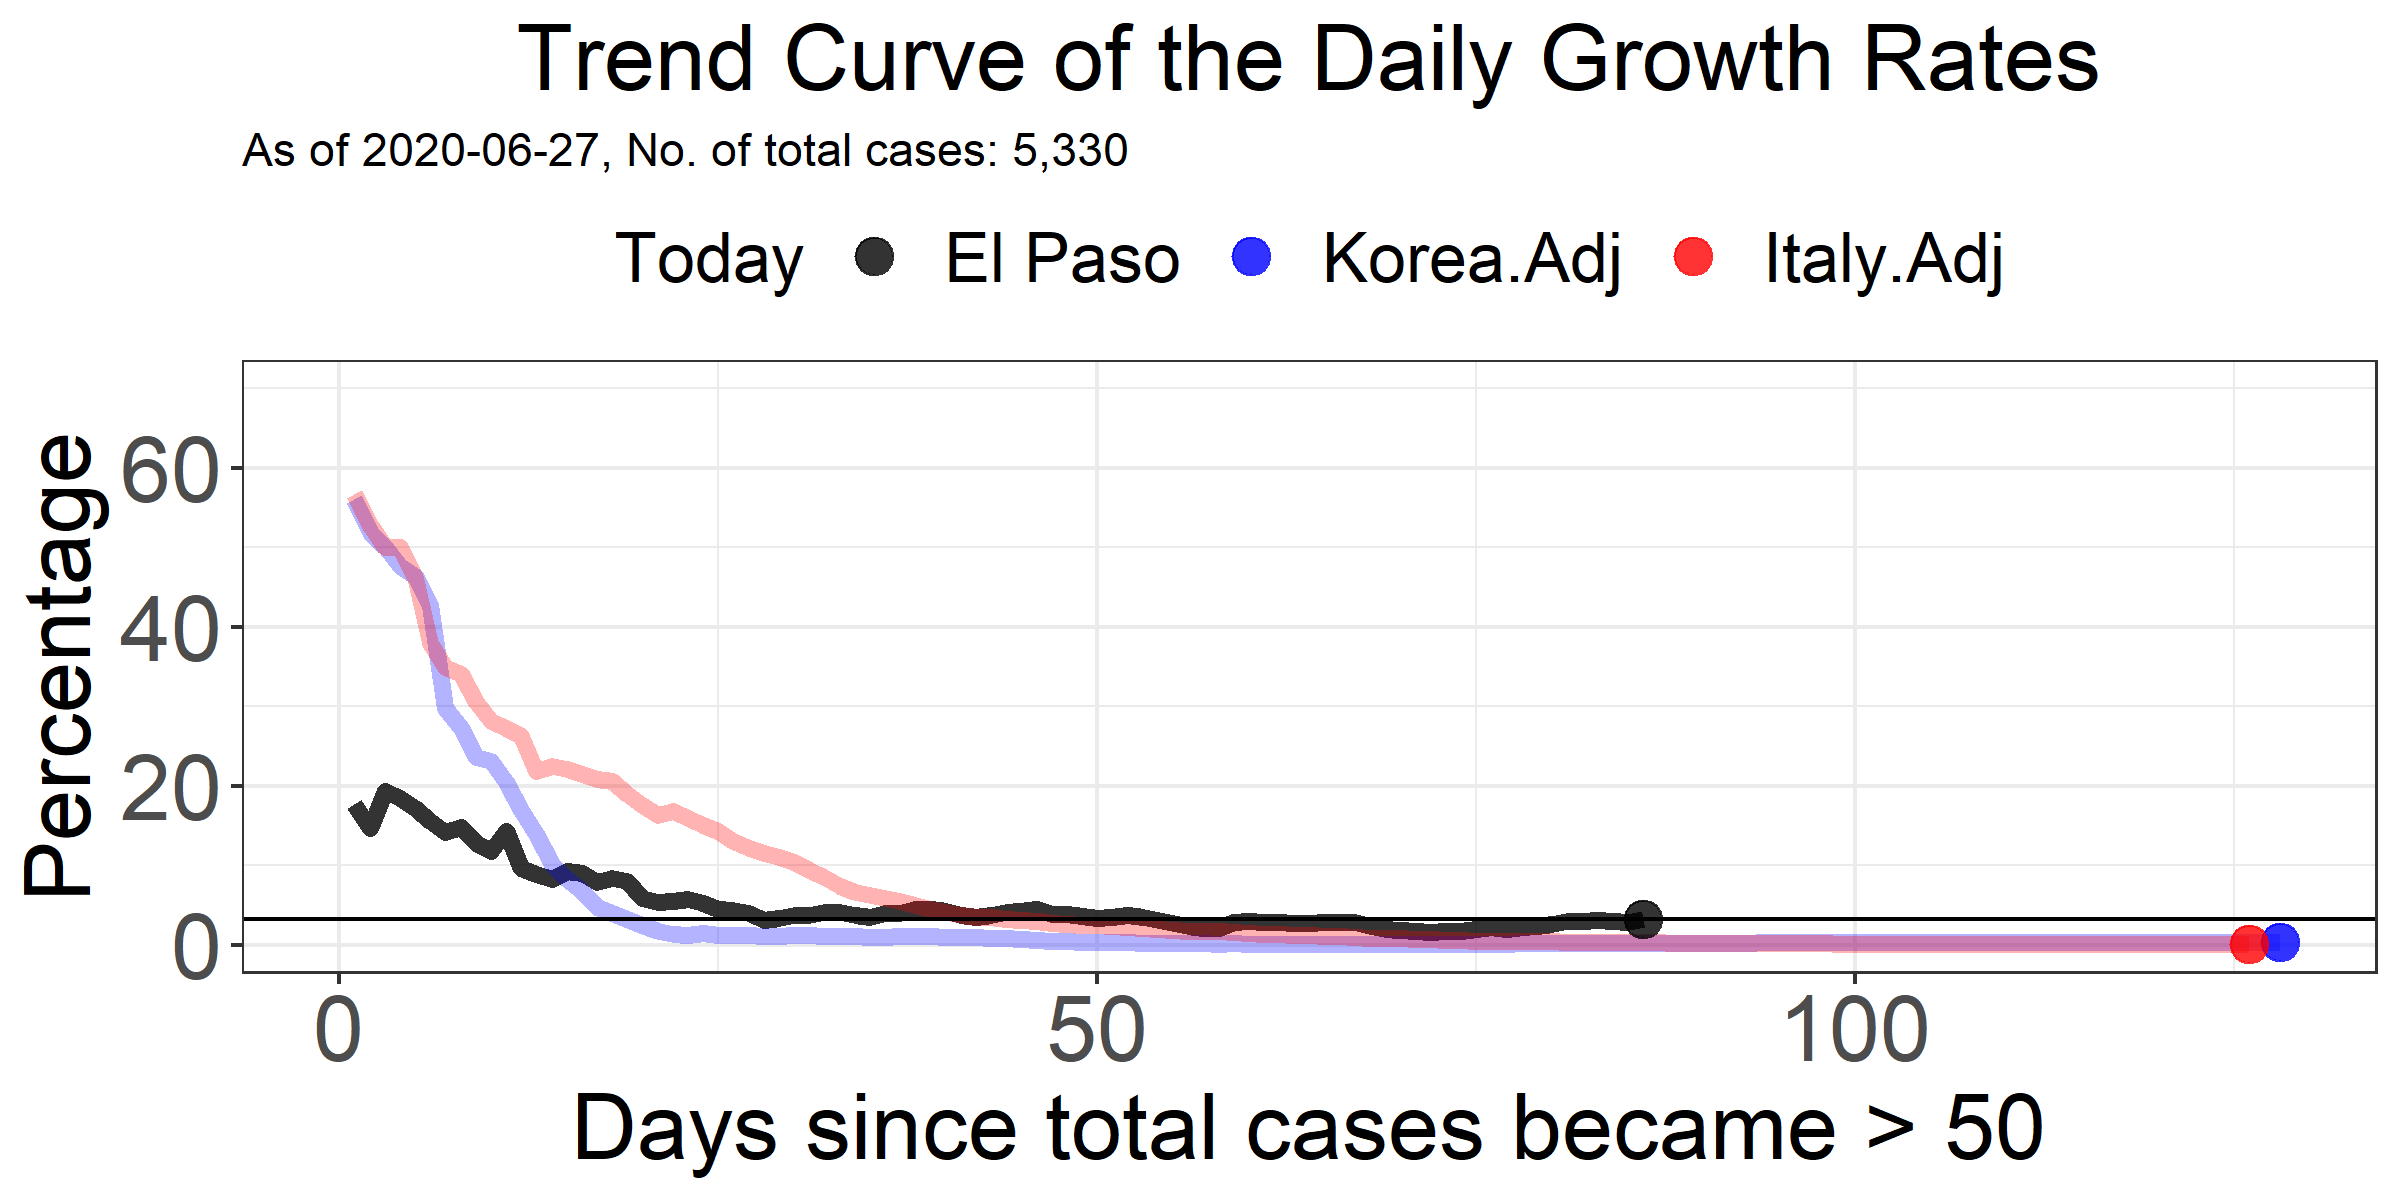 Trend Curve of the Daily Growth Rates
As of 2020-06-27, No. of total cases: 5,330
Today El Paso Korea.Adj Italy.Adj
Percentage
60
40
20
0
0 50 100
Days since total cases became > 50